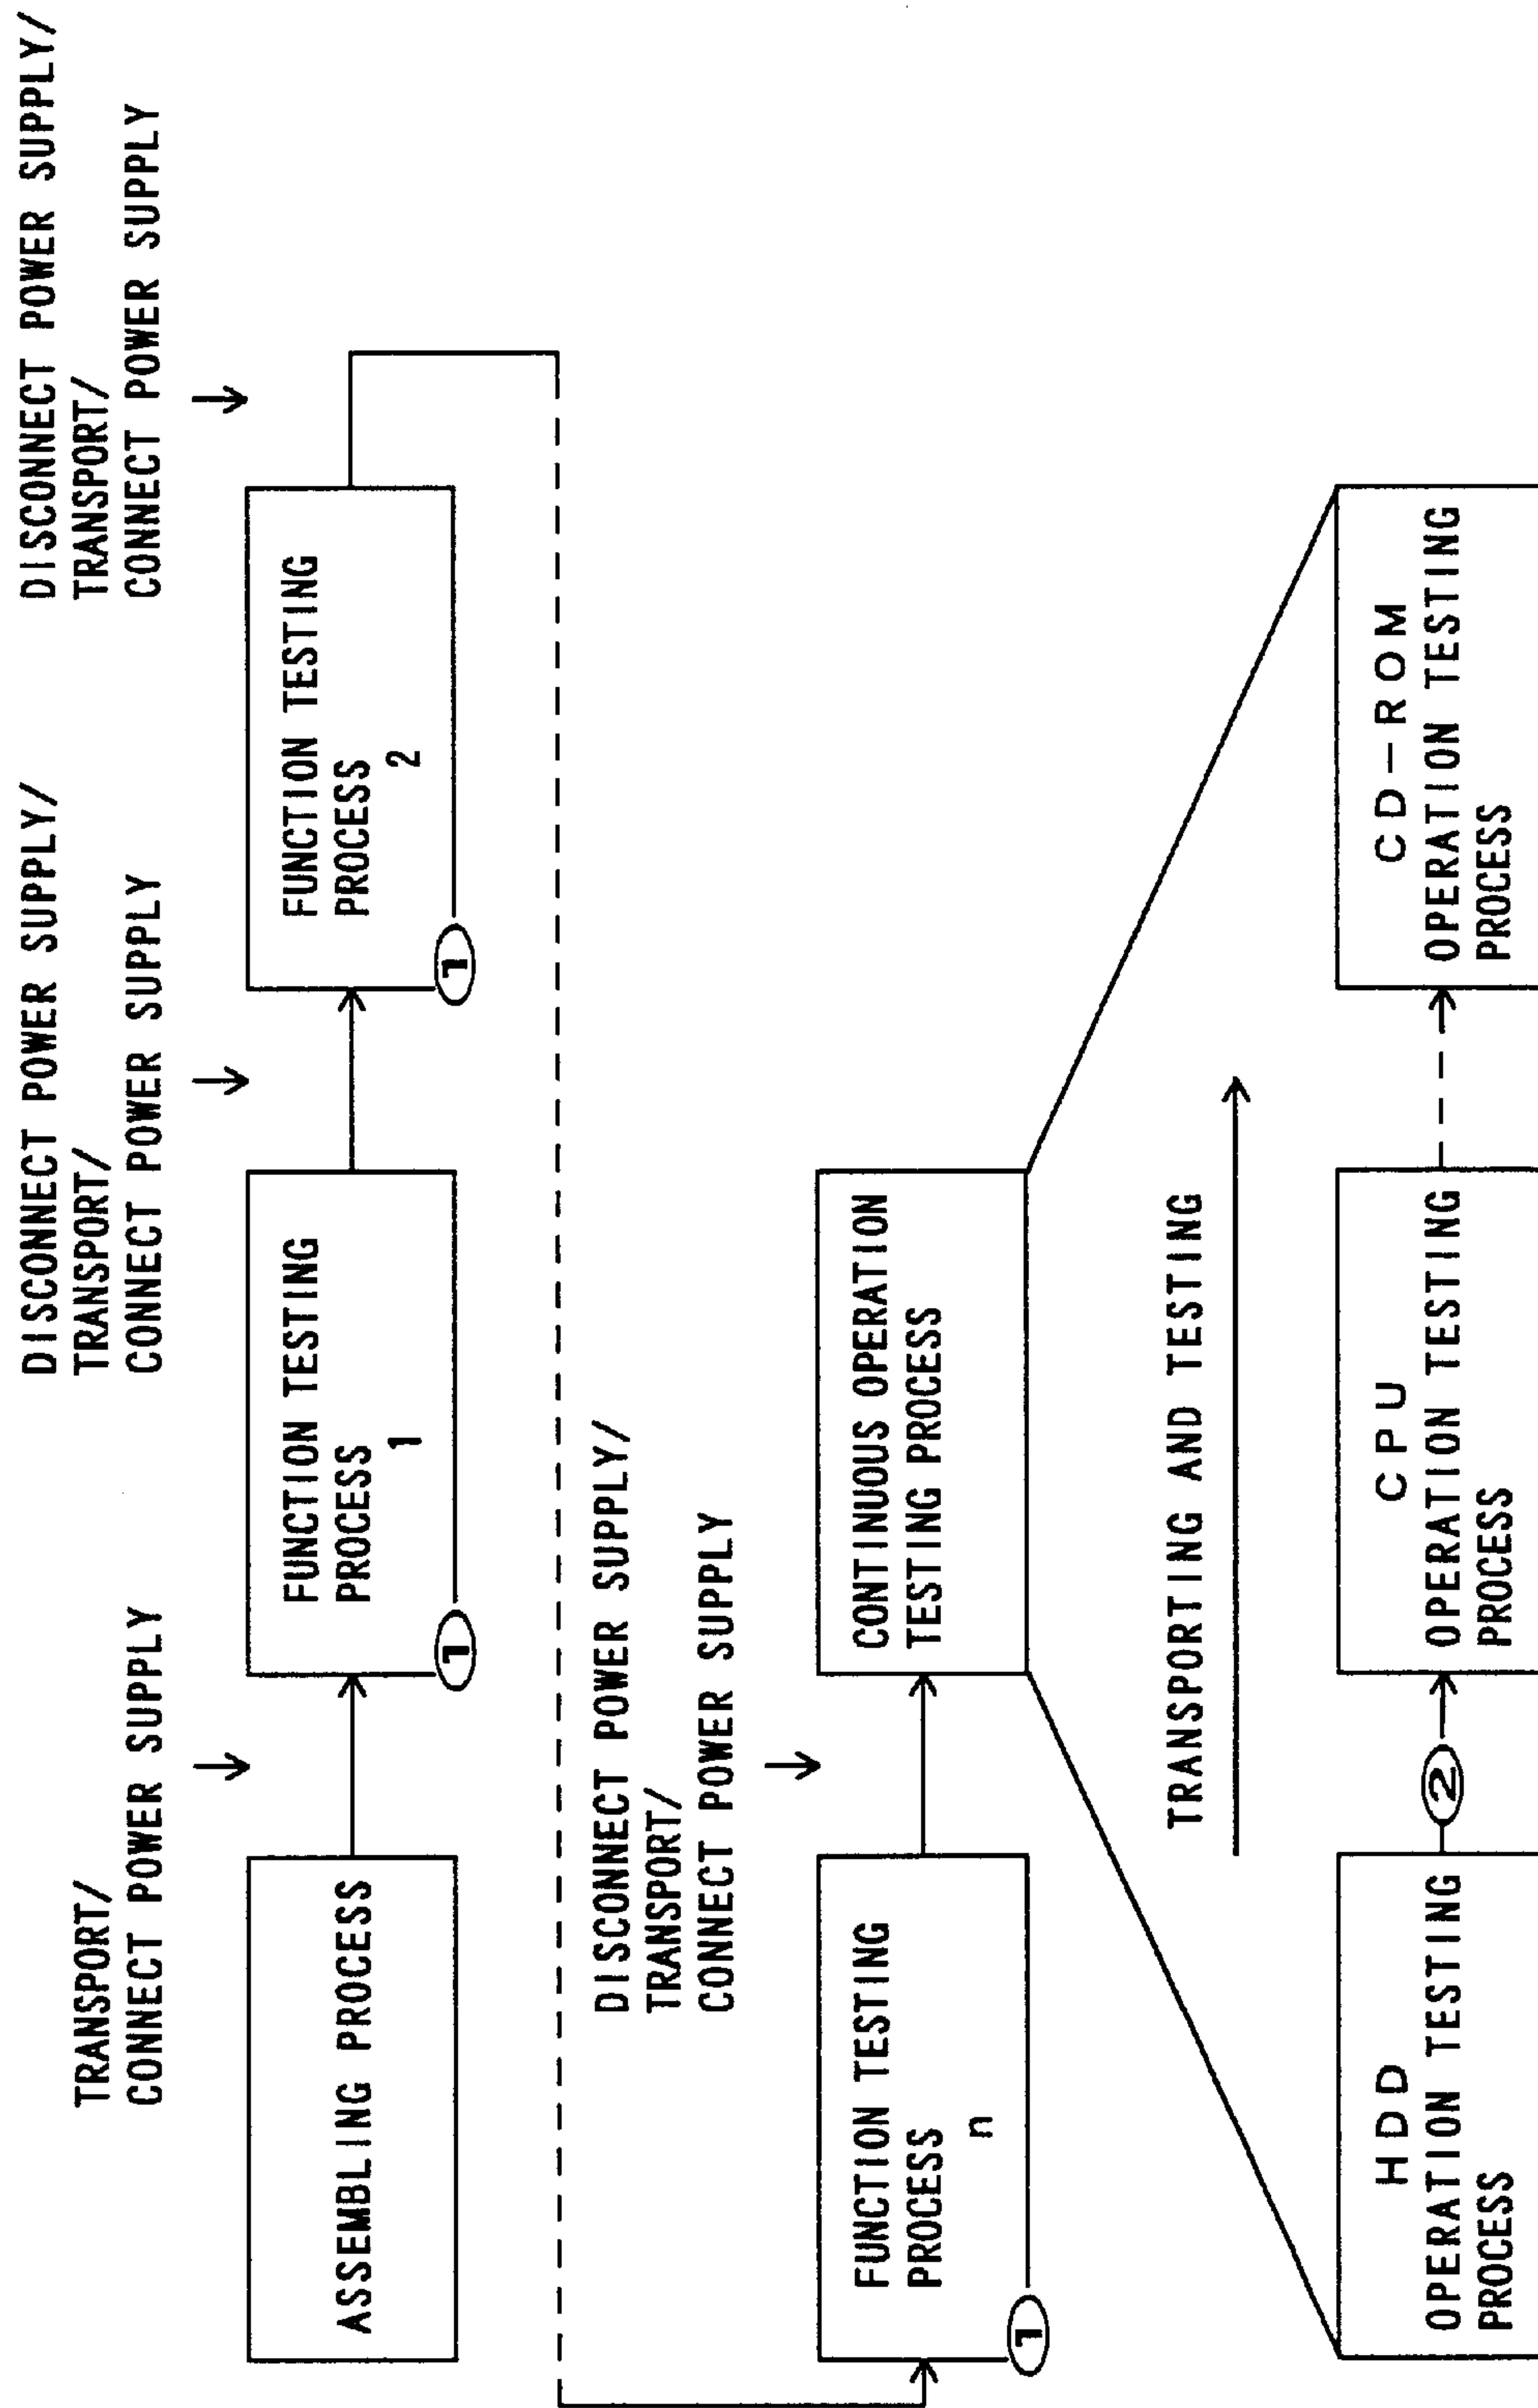 TRANSPORT/
CONNECT POWER SUPPLY
DISCONNECT POWER SUPPLY/
TRANSPORT/
CONNECT POWER SUPPLY
DISCONNECT POWER SUPPLY/
TRANSPORT/
CONNECT POWER SUPPLY
ASSEMBLING PROCESS
FUNCTION TESTING
PROCESS
1
1
FUNCTION TESTING
PROCESS
2
1
DISCONNECT POWER SUPPLY/
TRANSPORT/
CONNECT POWER SUPPLY
FUNCTION TESTING
PROCESS
n
1
CONTINUOUS OPERATION
TESTING PROCESS
TRANSPORTING AND TESTING
HDD
OPERATION TESTING
PROCESS
2
CPU
OPERATION TESTING
PROCESS
CD-ROM
OPERATION TESTING
PROCESS